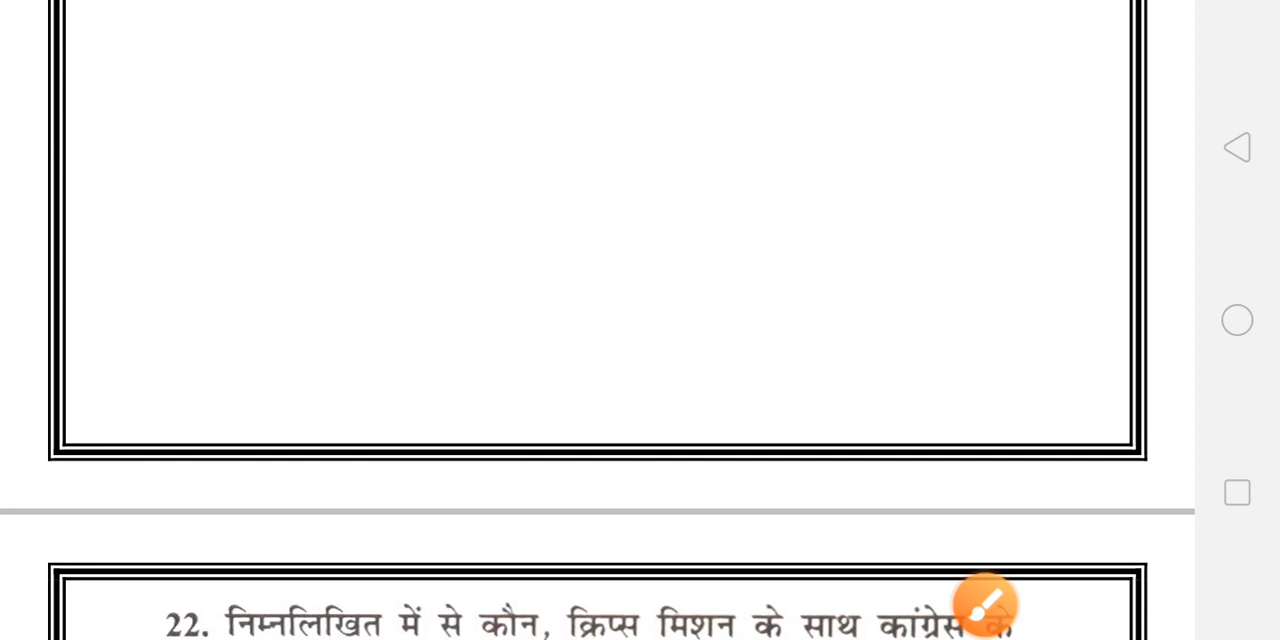 22. निम्नलिखित में से कौन, क्रिप्स मिशन के साथ कांग्रेस के